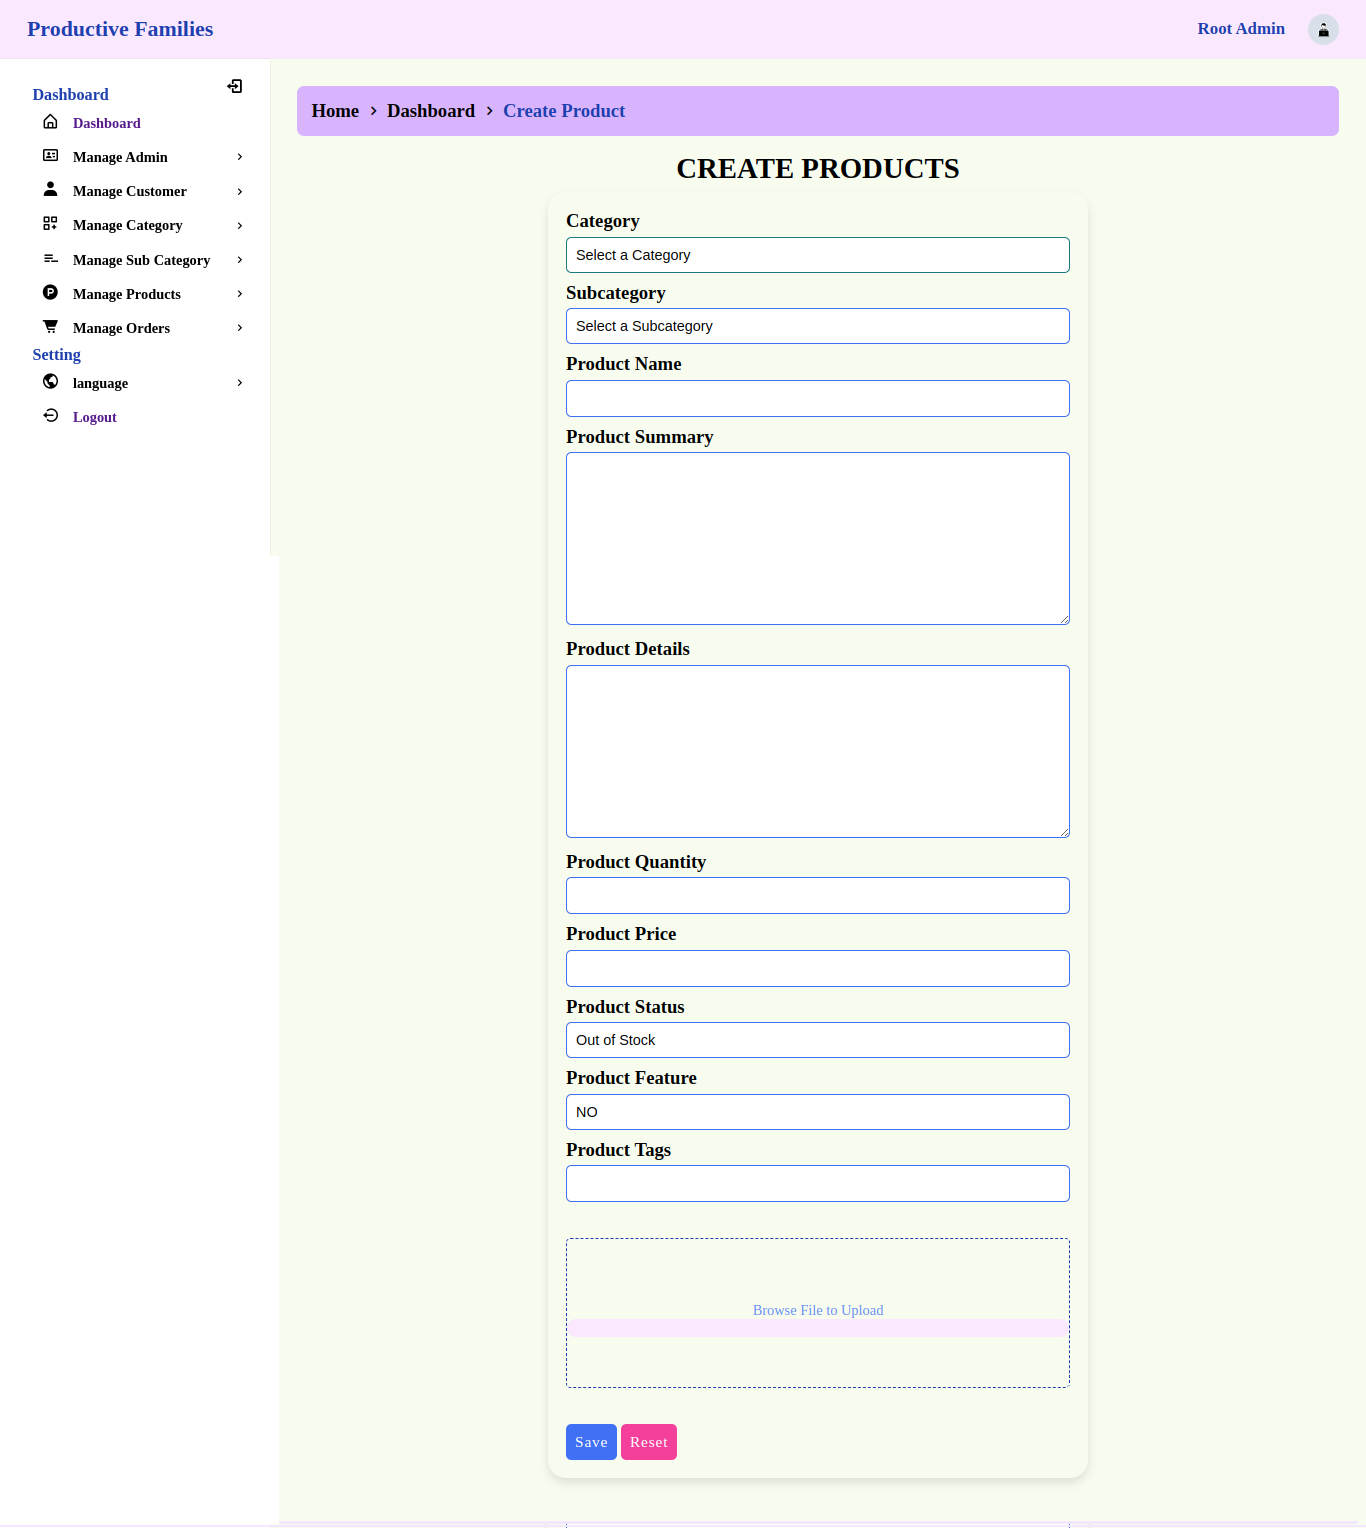 Productive Families
Root Admin
Dashboard
Dashboard
Manage Admin
Manage Customer
Manage Category
Manage Sub Category
Manage Products
Manage Orders
Setting
language
Logout
Home > Dashboard > Create Product
CREATE PRODUCTS
Category
Select a Category
Subcategory
Select a Subcategory
Product Name
Product Summary
Product Details
Product Quantity
Product Price
Product Status
Out of Stock
Product Feature
NO
Product Tags
Browse File to Upload
Save Reset